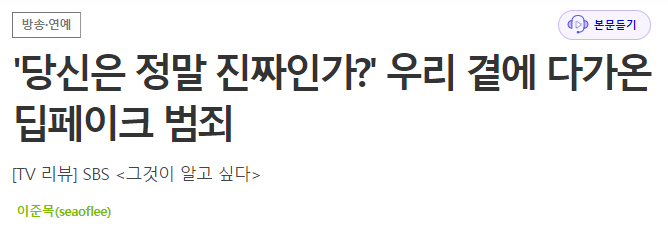 방송·연예
본문듣기
'당신은 정말 진짜인가?' 우리 곁에 다가온
딥페이크 범죄
[TV 리뷰] SBS <그것이 알고 싶다>
이준목(seaoflee)